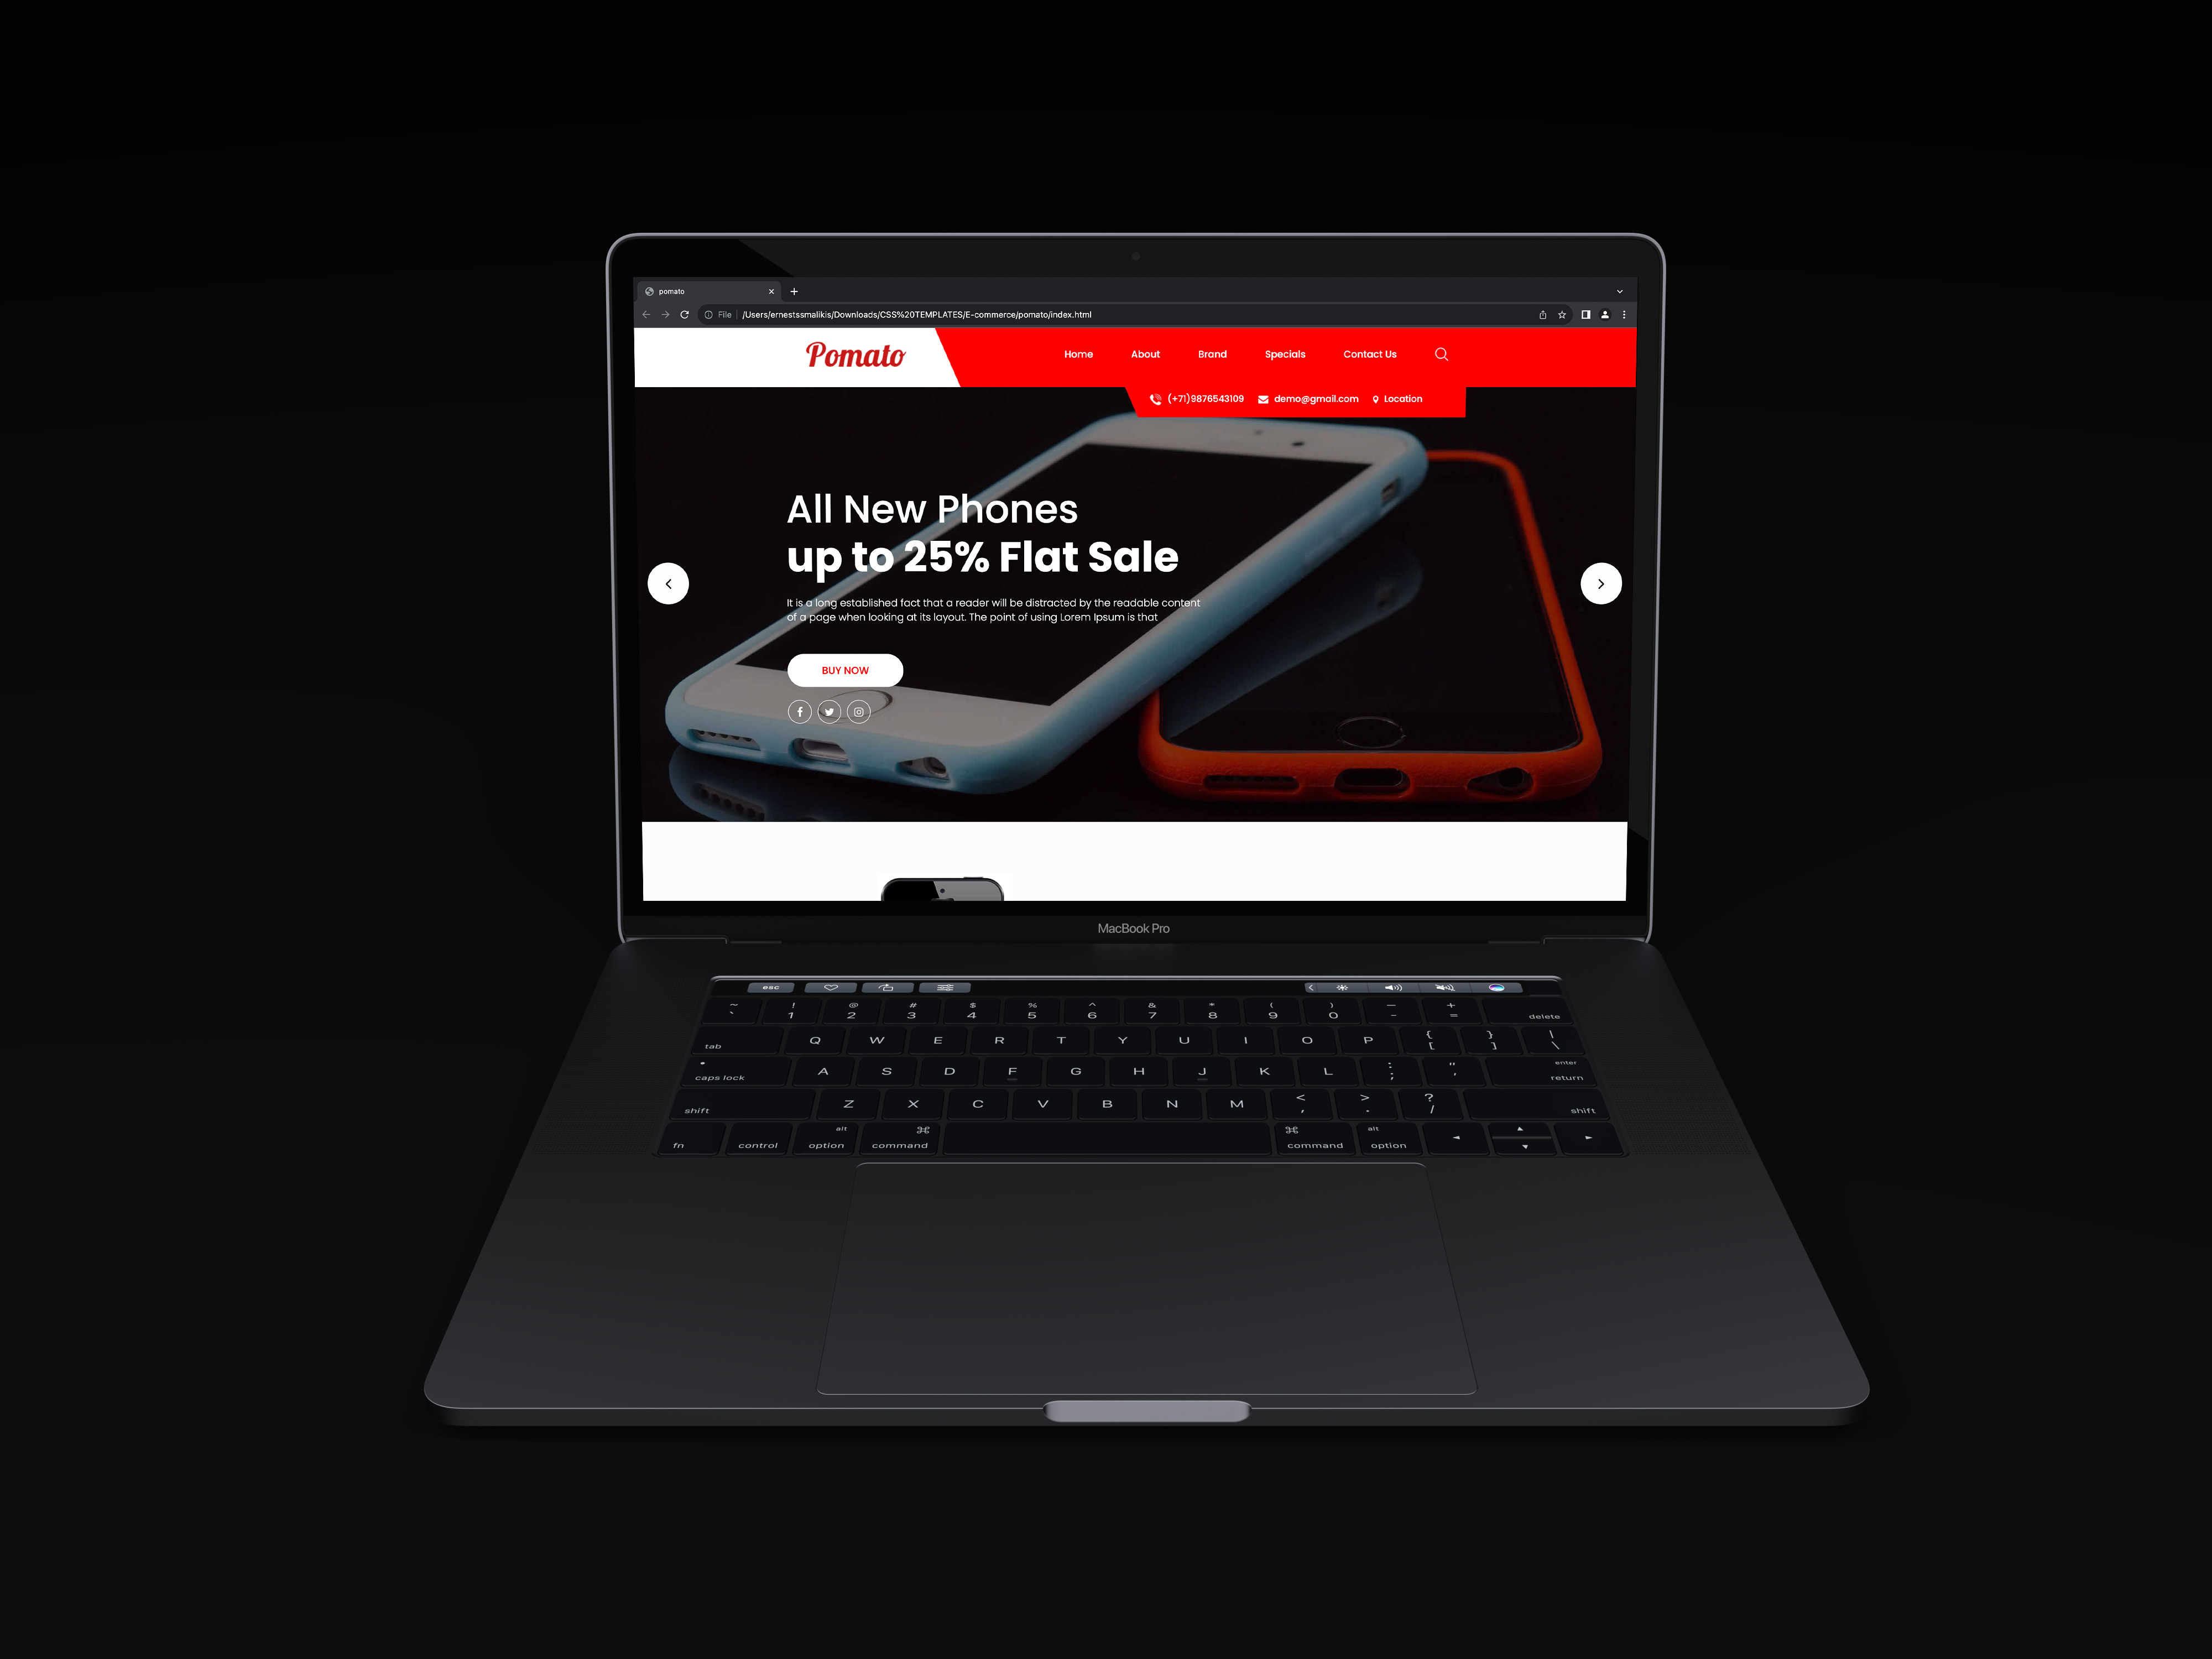 pomato
File /Users/ernestssmalikis/Downloads/CSS%20TEMPLATES/E-commerce/pomato/index.html
Pomato
Home About Brand Specials Contact Us
(+71)9876543109 demo@gmail.com Location
All New Phones
up to 25% Flat Sale
It is a long established fact that a reader will be distracted by the readable content
of a page when looking at its layout. The point of using Lorem Ipsum is that
BUY NOW
MacBook Pro
esc
~ ! @ # $ % ^ & * ( ) — +
` 1 2 3 4 5 6 7 8 9 0 - = delete
tab Q W E R T Y U I O P { [ } ] | \
caps lock A S D F G H J K L : ; " ' enter return
shift Z X C V B N M < , > . ? / shift
fn control alt option ⌘ command ⌘ command alt option